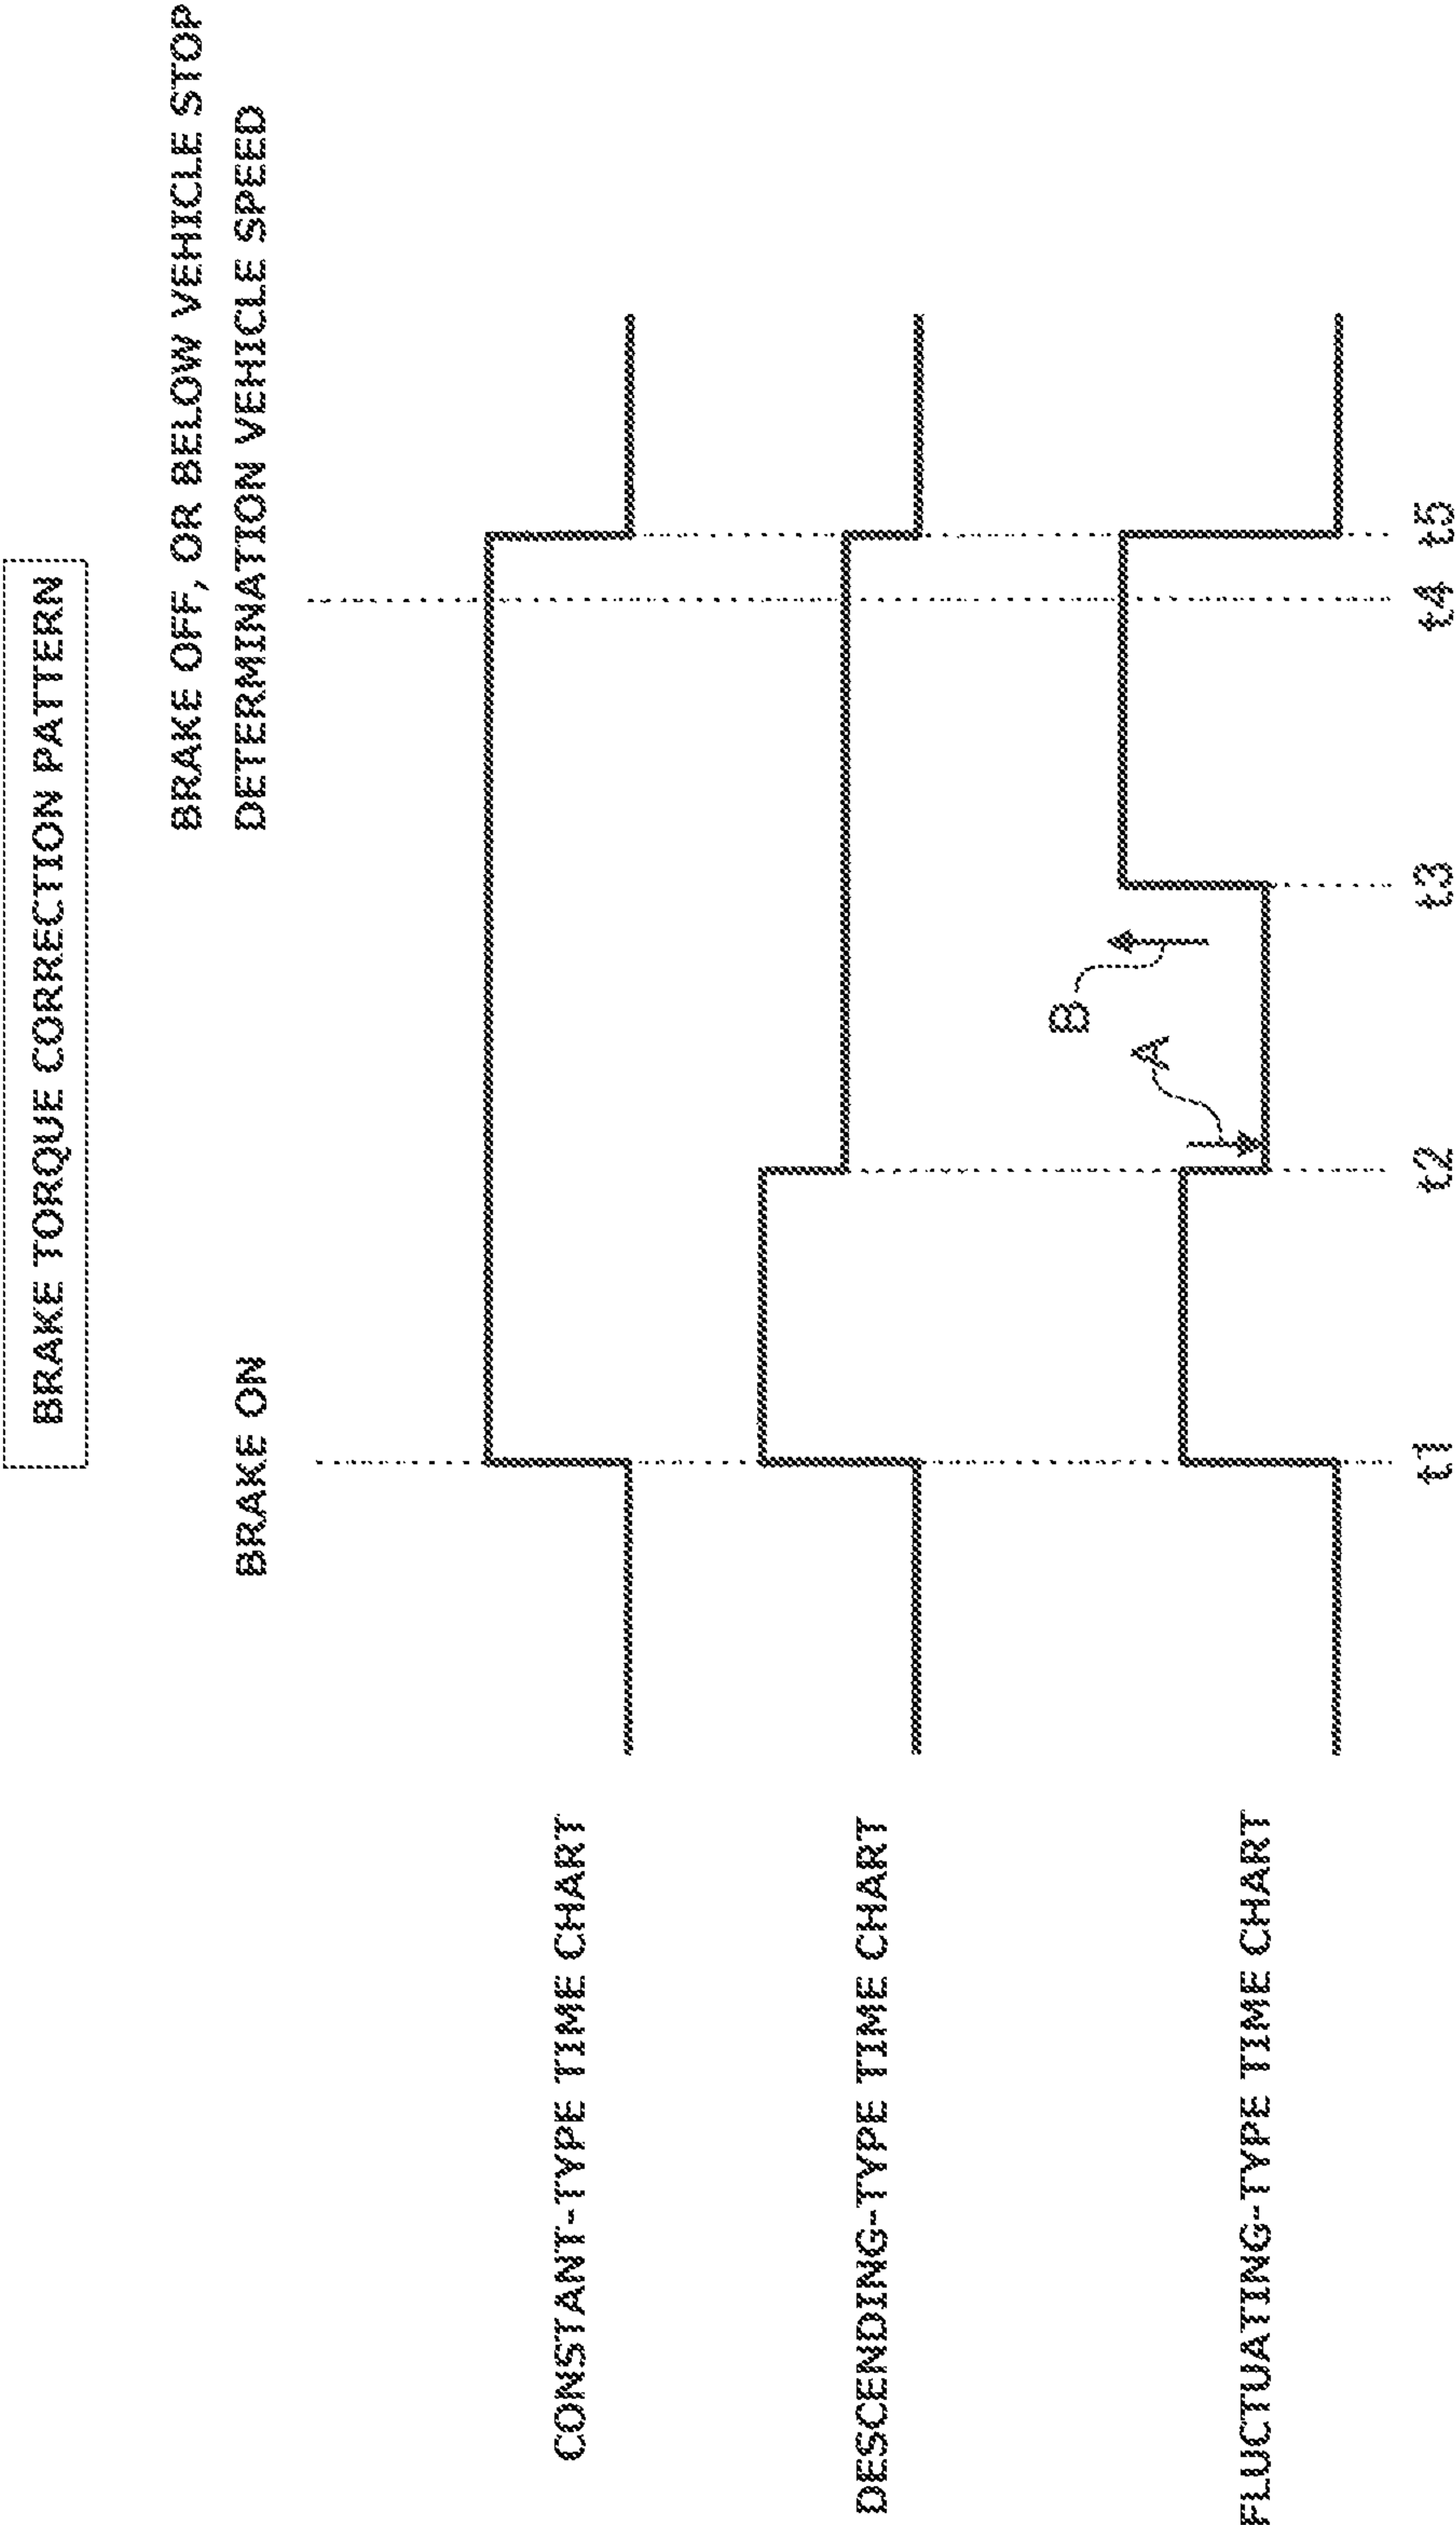 BRAKE TORQUE CORRECTION PATTERN
BRAKE ON
BRAKE OFF, OR BELOW VEHICLE STOP
DETERMINATION VEHICLE SPEED
CONSTANT-TYPE TIME CHART
DESCENDING-TYPE TIME CHART
FLUCTUATING-TYPE TIME CHART
A
B
t1
t2
t3
t4
t5